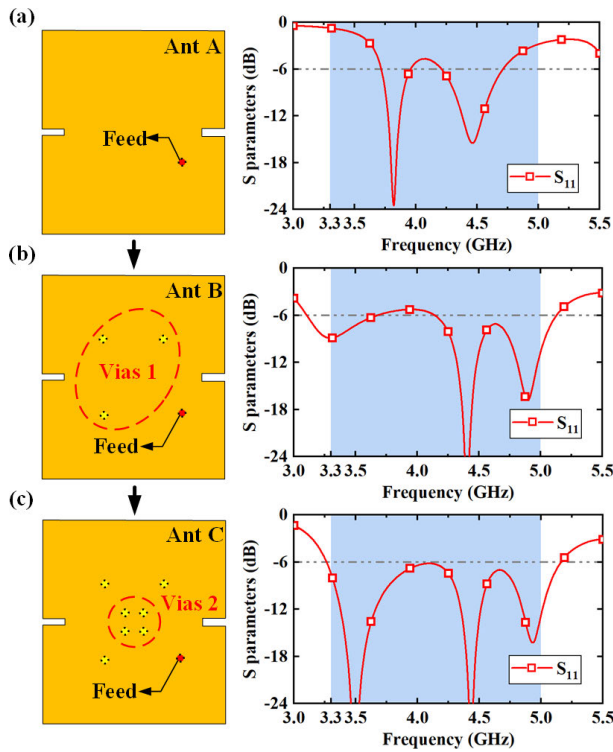 (a)
Ant A
Feed
S parameters (dB)
0
-6
-12
-18
-24
S11
3.0 3.3 3.5 4.0 4.5 5.0 5.5
Frequency (GHz)
(b)
Ant B
Vias 1
Feed
S parameters (dB)
0
-6
-12
-18
-24
S11
3.0 3.3 3.5 4.0 4.5 5.0 5.5
Frequency (GHz)
(c)
Ant C
Vias 2
Feed
S parameters (dB)
0
-6
-12
-18
-24
S11
3.0 3.3 3.5 4.0 4.5 5.0 5.5
Frequency (GHz)